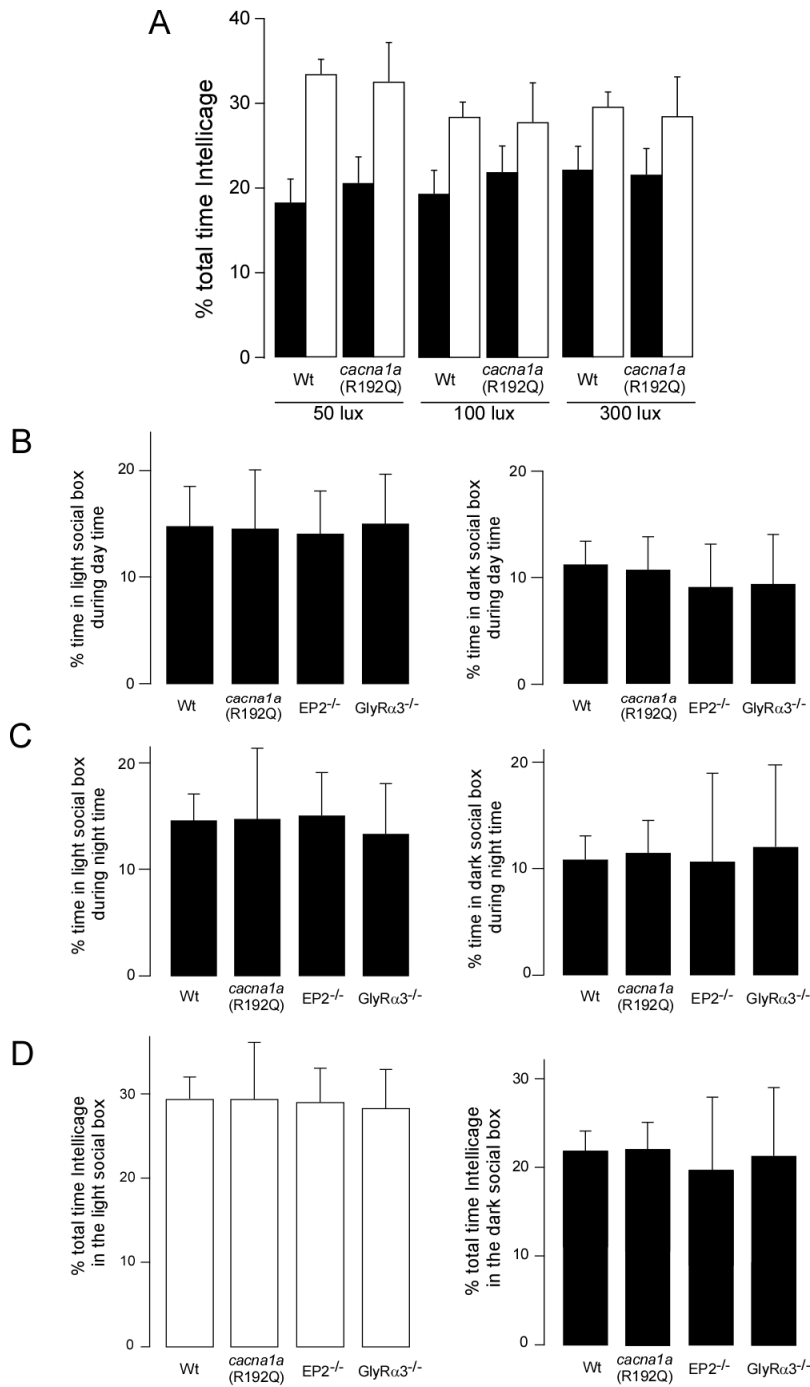 A
% total time Intellicage
40
30
20
10
0
Wt
cacna1a
(R192Q)
Wt
cacna1a
(R192Q)
Wt
cacna1a
(R192Q)
50 lux
100 lux
300 lux
B
% time in light social box
during day time
20
10
0
Wt
cacna1a
(R192Q)
EP2-/-
GlyRα3-/-
% time in dark social box
during day time
20
10
0
Wt
cacna1a
(R192Q)
EP2-/-
GlyRα3-/-
C
% time in light social box
during night time
20
10
0
Wt
cacna1a
(R192Q)
EP2-/-
GlyRα3-/-
% time in dark social box
during night time
20
10
0
Wt
cacna1a
(R192Q)
EP2-/-
GlyRα3-/-
D
% total time Intellicage
in the light social box
30
20
10
0
Wt
cacna1a
(R192Q)
EP2-/-
GlyRα3-/-
% total time Intellicage
in the dark social box
30
20
10
0
Wt
cacna1a
(R192Q)
EP2-/-
GlyRα3-/-